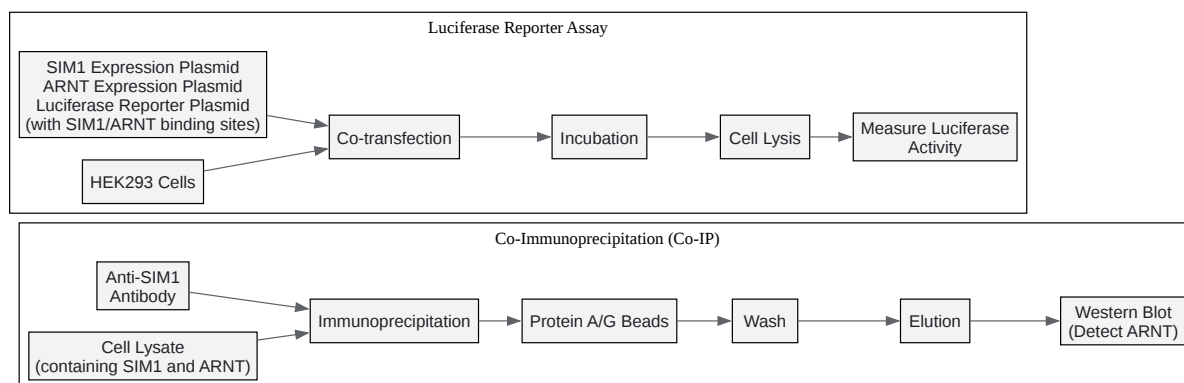 Luciferase Reporter Assay
SIM1 Expression Plasmid
ARNT Expression Plasmid
Luciferase Reporter Plasmid
(with SIM1/ARNT binding sites)
HEK293 Cells
Co-transfection
Incubation
Cell Lysis
Measure Luciferase
Activity
Co-Immunoprecipitation (Co-IP)
Anti-SIM1
Antibody
Cell Lysate
(containing SIM1 and ARNT)
Immunoprecipitation
Protein A/G Beads
Wash
Elution
Western Blot
(Detect ARNT)